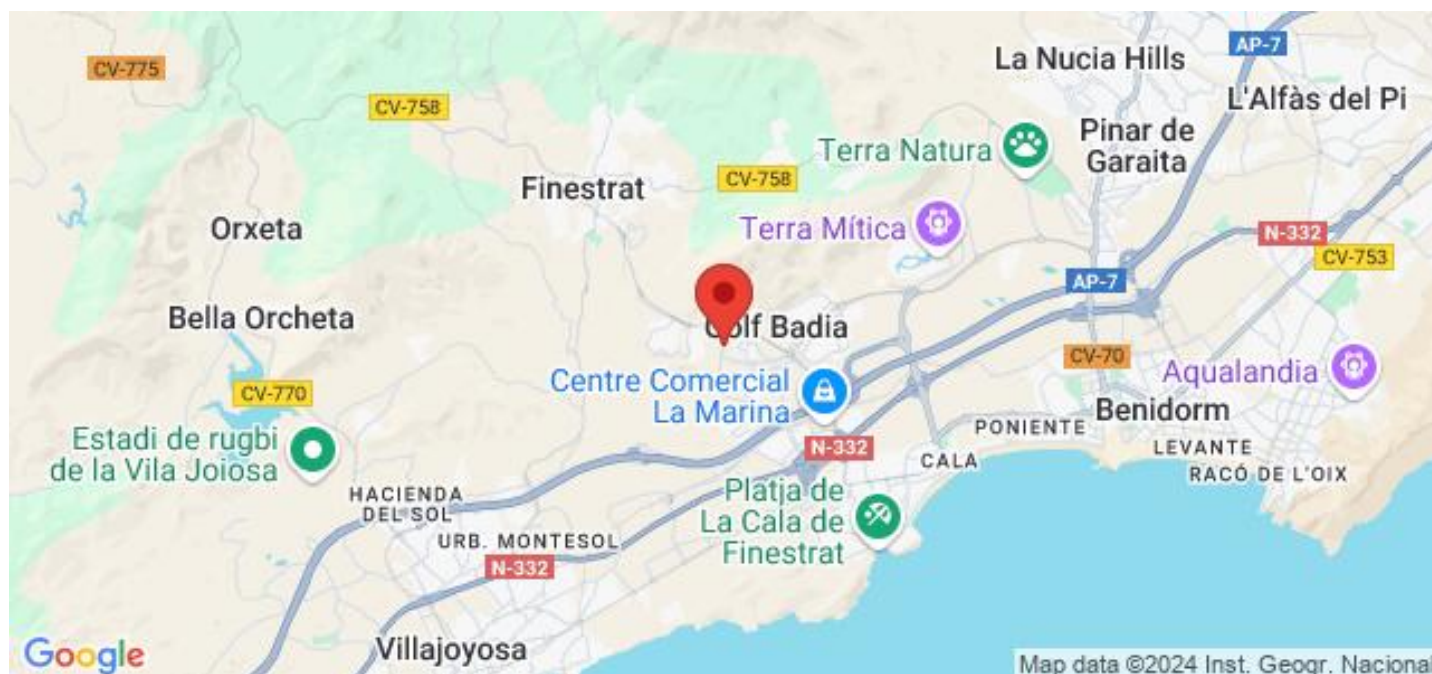 CV-775
CV-758
La Nucia Hills
AP-7
L'Alfàs del Pi
Terra Natura
Pinar de
Garaita
Finestrat
CV-758
Orxeta
Terra Mítica
N-332
CV-753
AP-7
Bella Orcheta
Golf Badia
CV-70
CV-770
Centre Comercial
La Marina
Aqualandia
Benidorm
PONIENTE
LEVANTE
RACÓ DE L'OIX
Estadi de rugbi
de la Vila Joiosa
N-332
CALA
HACIENDA
DEL SOL
Platja de
La Cala de
Finestrat
URB. MONTESOL
N-332
Villajoyosa
Google
Map data ©2024 Inst. Geogr. Nacional